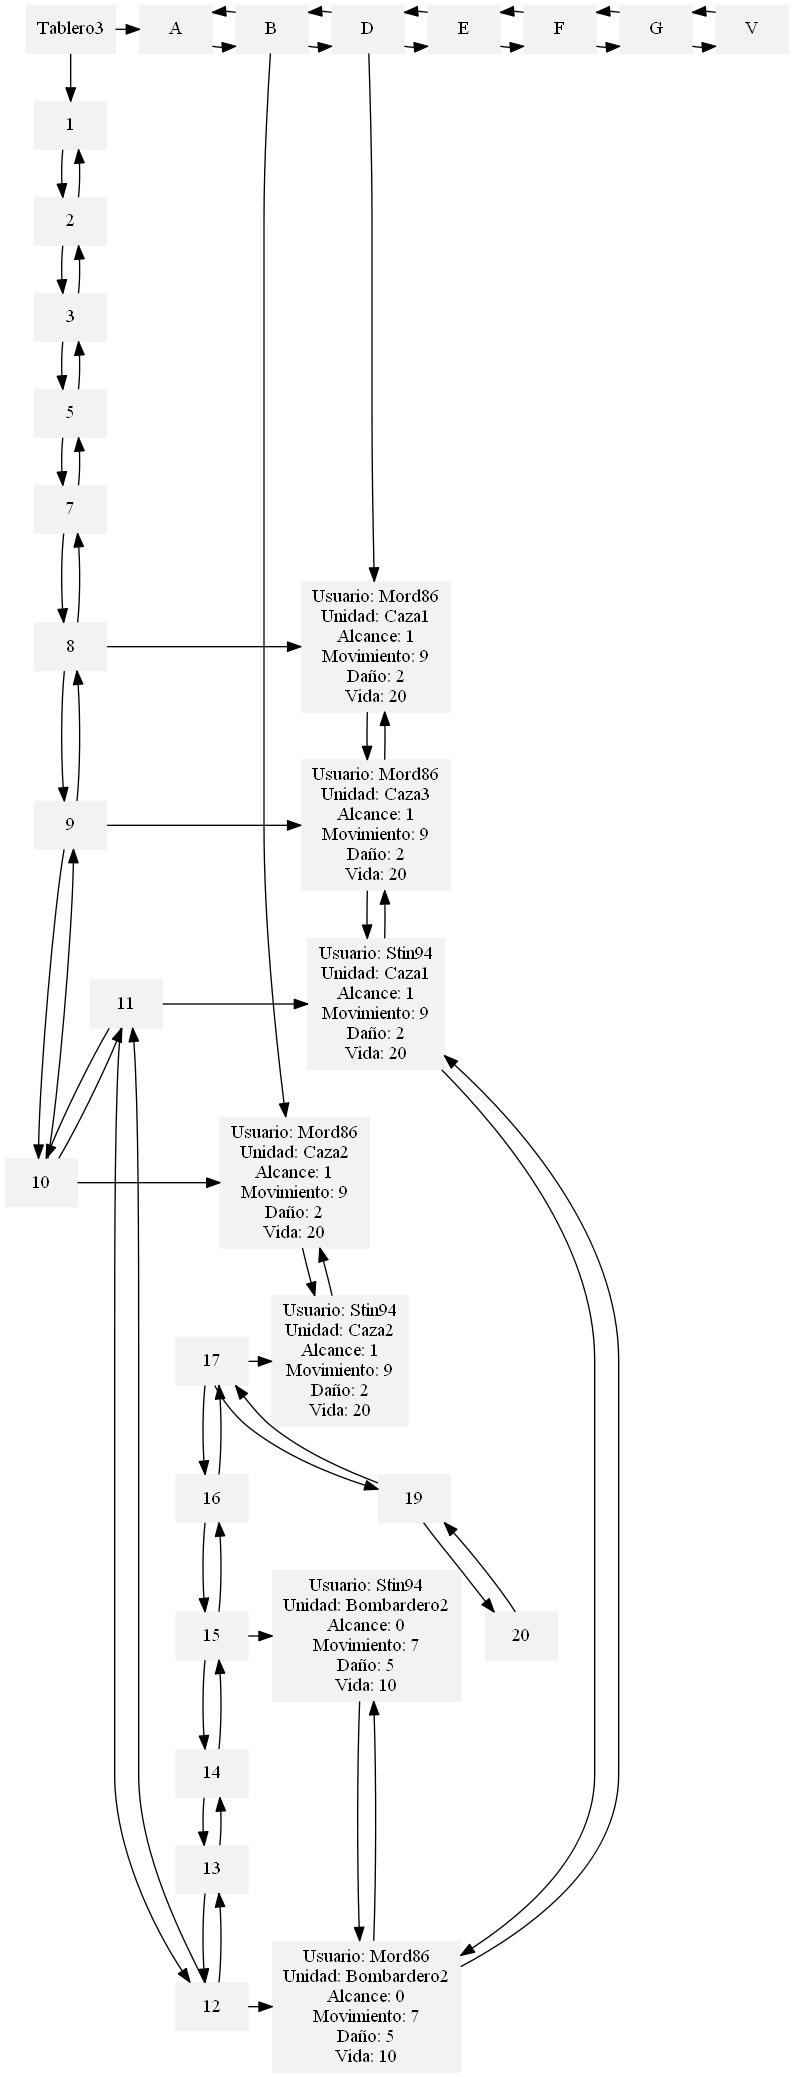 Tablero3
A
B
D
E
F
G
V
1
2
3
5
7
8
Usuario: Mord86
Unidad: Caza1
Alcance: 1
Movimiento: 9
Daño: 2
Vida: 20
9
Usuario: Mord86
Unidad: Caza3
Alcance: 1
Movimiento: 9
Daño: 2
Vida: 20
11
Usuario: Stin94
Unidad: Caza1
Alcance: 1
Movimiento: 9
Daño: 2
Vida: 20
10
Usuario: Mord86
Unidad: Caza2
Alcance: 1
Movimiento: 9
Daño: 2
Vida: 20
17
Usuario: Stin94
Unidad: Caza2
Alcance: 1
Movimiento: 9
Daño: 2
Vida: 20
16
19
15
Usuario: Stin94
Unidad: Bombardero2
Alcance: 0
Movimiento: 7
Daño: 5
Vida: 10
20
14
13
12
Usuario: Mord86
Unidad: Bombardero2
Alcance: 0
Movimiento: 7
Daño: 5
Vida: 10